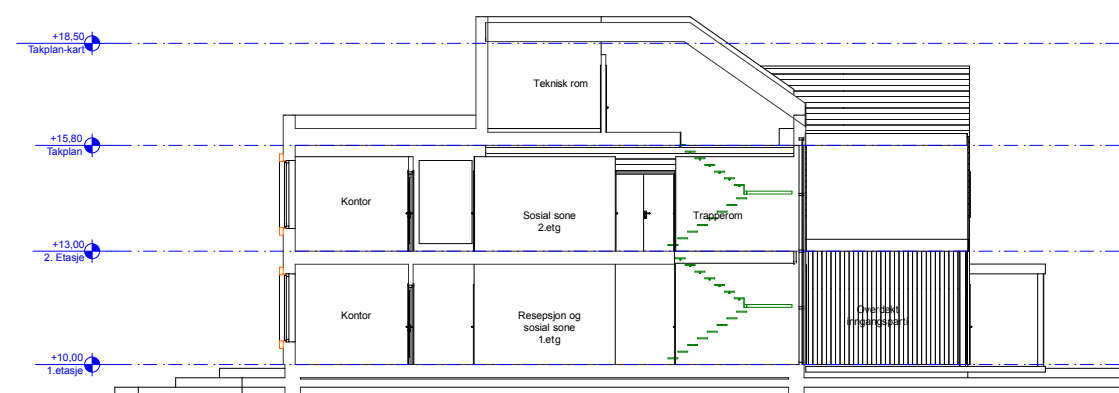 +18,50
Takplan-kart
Teknisk rom
+15,80
Takplan
Kontor
Sosial sone
2.etg
Trapperom
+13,00
2. Etasje
Kontor
Resepsjon og
sosial sone
1.etg
Overdekt
inngangsparti
+10,00
1.etasje